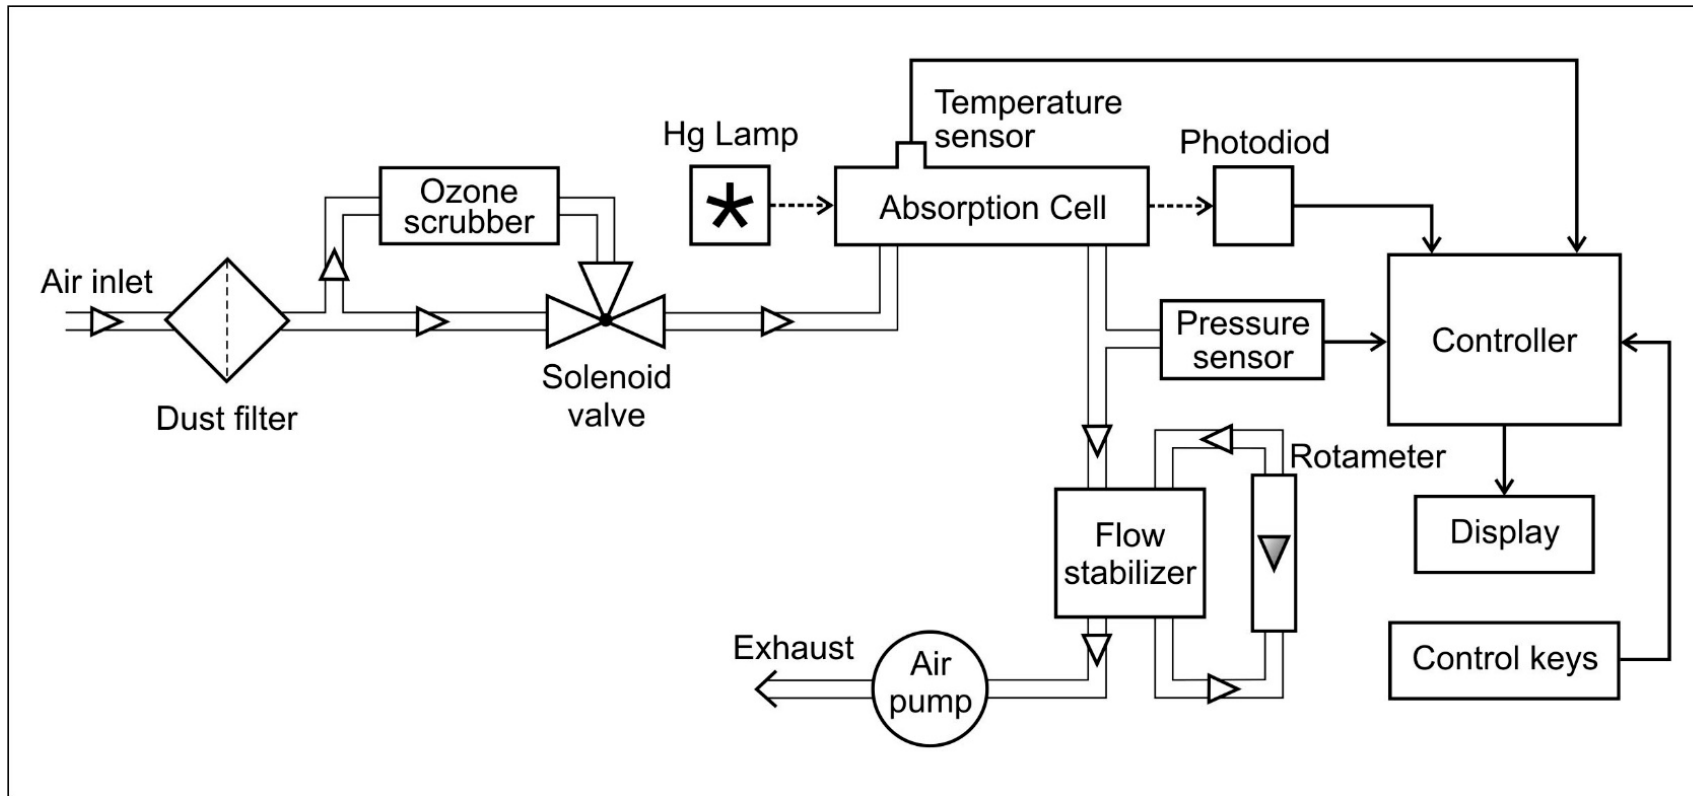 Air inlet
Dust filter
Ozone
scrubber
Solenoid
valve
Hg Lamp
Temperature
sensor
Absorption Cell
Photodiod
Pressure
sensor
Controller
Rotameter
Flow
stabilizer
Display
Control keys
Exhaust
Air
pump